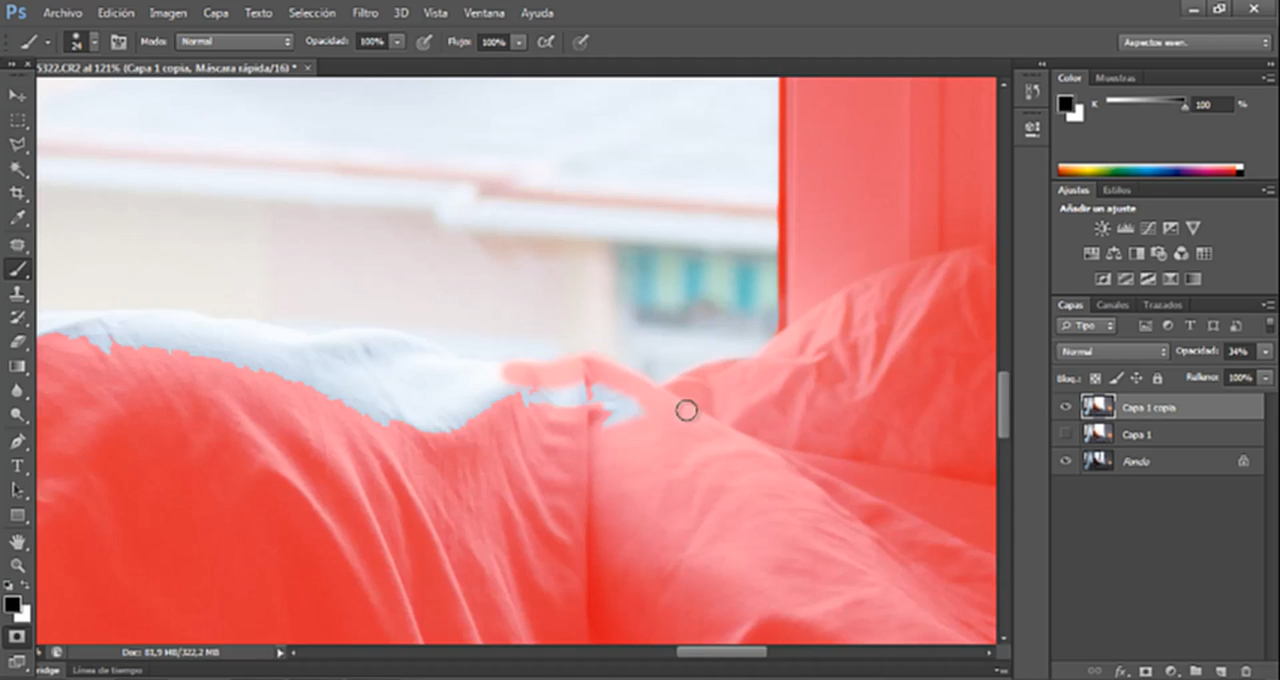 Ps Archivo Edición Imagen Capa Texto Selección Filtro 3D Vista Ventana Ayuda
24 Modo: Normal Opacidad: 100% Flujo: 100% Aspectos esen.
5322.CR2 al 121% (Capa 1 copia, Máscara rápida/16) * ×
Color Muestras
K 100 %
Ajustes Estilos
Añadir un ajuste
Capas Canales Trazados
Tipo
Normal Opacidad: 34%
Bloq.: Relleno: 100%
Capa 1 copia
Capa 1
Fondo
Doc: 81,9 MB/322,2 MB
ridge Línea de tiempo